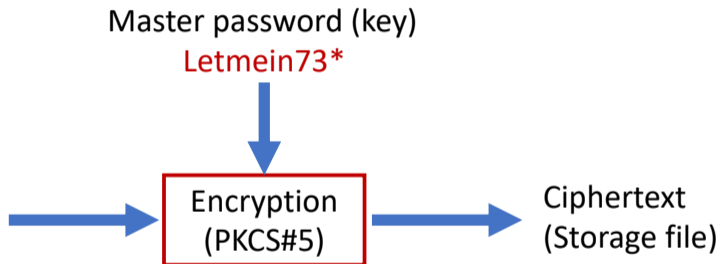 Master password (key)
Letmein73*
Encryption
(PKCS#5)
Ciphertext
(Storage file)